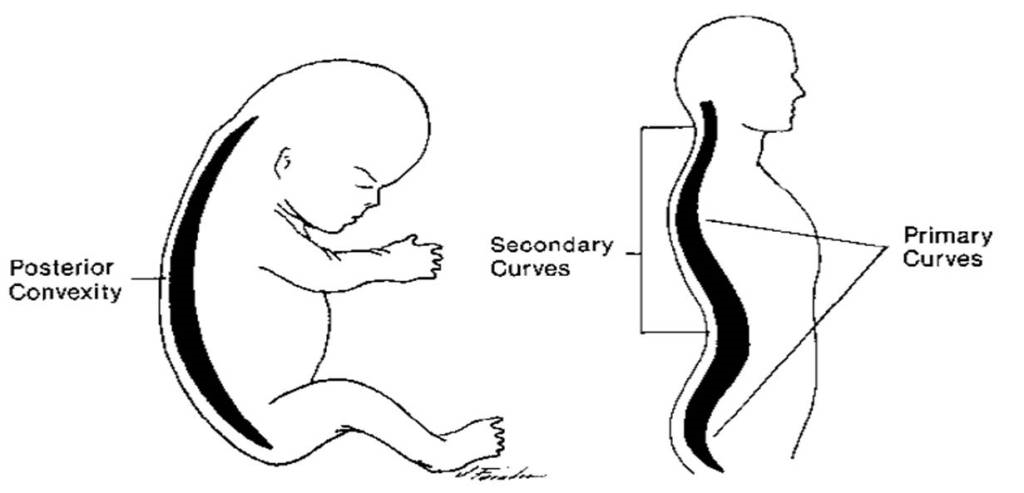 Posterior
Convexity
Secondary
Curves
Primary
Curves